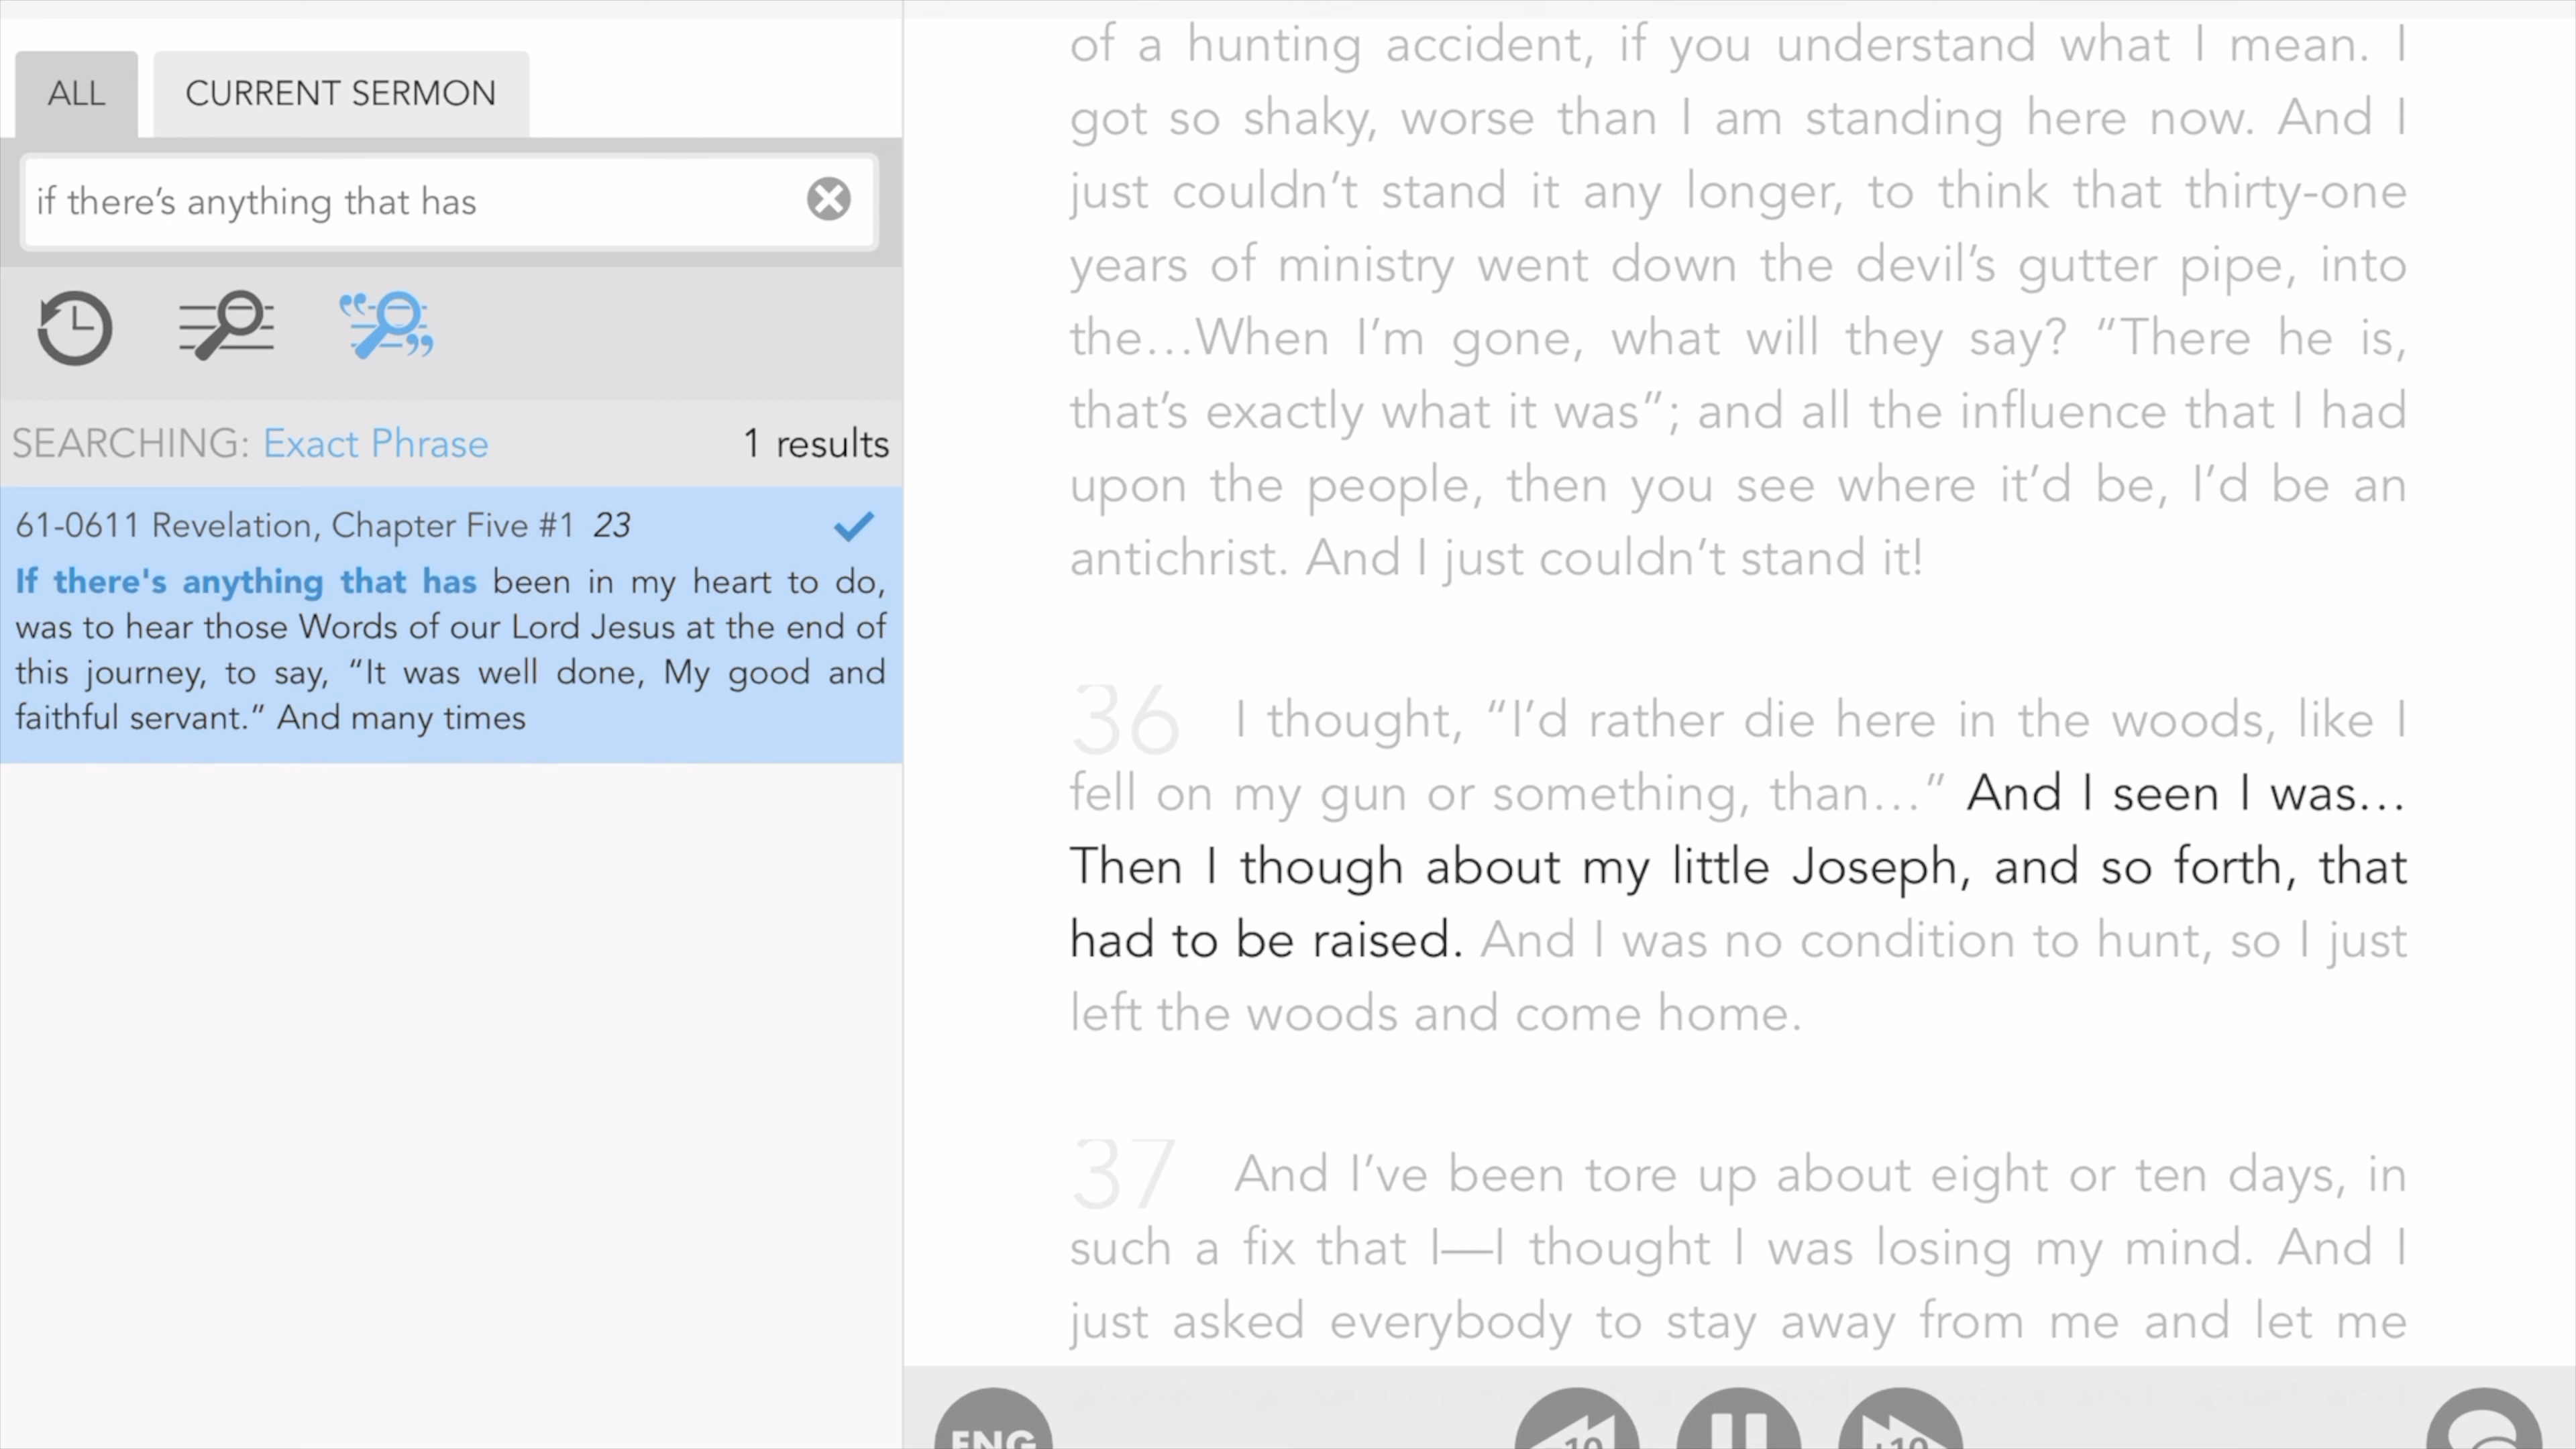 ALL
CURRENT SERMON
if there’s anything that has
SEARCHING: Exact Phrase
1 results
61-0611 Revelation, Chapter Five #1 23
If there's anything that has been in my heart to do,
was to hear those Words of our Lord Jesus at the end of
this journey, to say, “It was well done, My good and
faithful servant.” And many times
of a hunting accident, if you understand what I mean. I
got so shaky, worse than I am standing here now. And I
just couldn’t stand it any longer, to think that thirty-one
years of ministry went down the devil’s gutter pipe, into
the…When I’m gone, what will they say? “There he is,
that’s exactly what it was”; and all the influence that I had
upon the people, then you see where it’d be, I’d be an
antichrist. And I just couldn’t stand it!
36 I thought, “I’d rather die here in the woods, like I
fell on my gun or something, than…” And I seen I was…
Then I though about my little Joseph, and so forth, that
had to be raised. And I was no condition to hunt, so I just
left the woods and come home.
37 And I’ve been tore up about eight or ten days, in
such a fix that I—I thought I was losing my mind. And I
just asked everybody to stay away from me and let me
ENG
10
+10